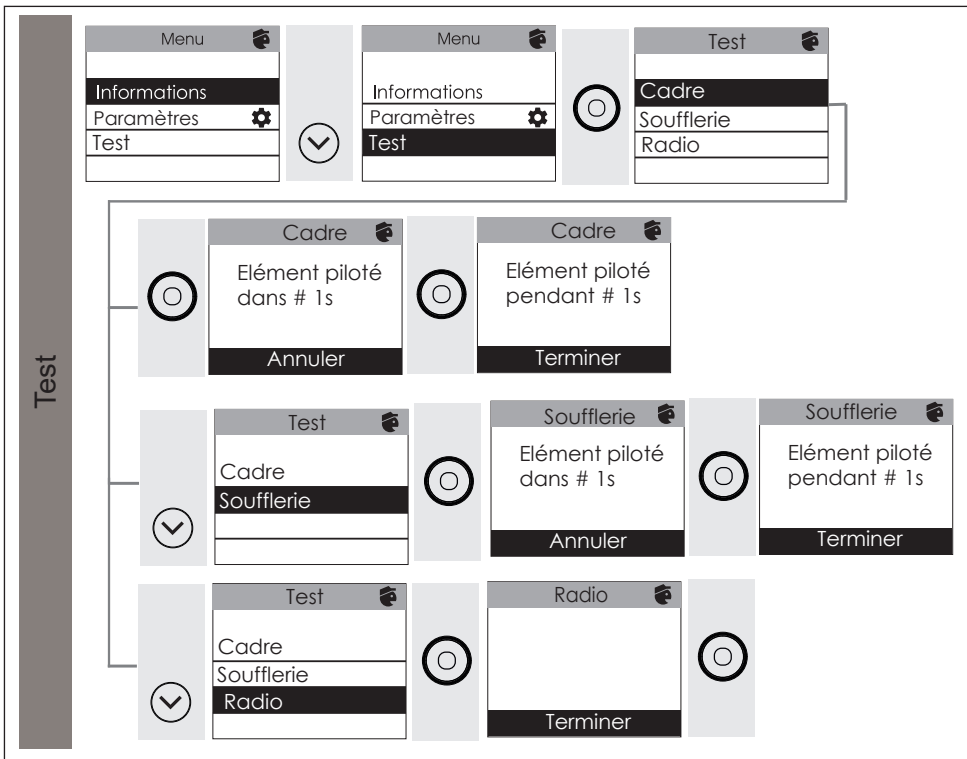 Test
Menu
Informations
Paramètres
Test
Menu
Informations
Paramètres
Test
Test
Cadre
Soufflerie
Radio
Cadre
Elément piloté
dans # 1s
Annuler
Cadre
Elément piloté
pendant # 1s
Terminer
Test
Cadre
Soufflerie
Soufflerie
Elément piloté
dans # 1s
Annuler
Soufflerie
Elément piloté
pendant # 1s
Terminer
Test
Cadre
Soufflerie
Radio
Radio
Terminer